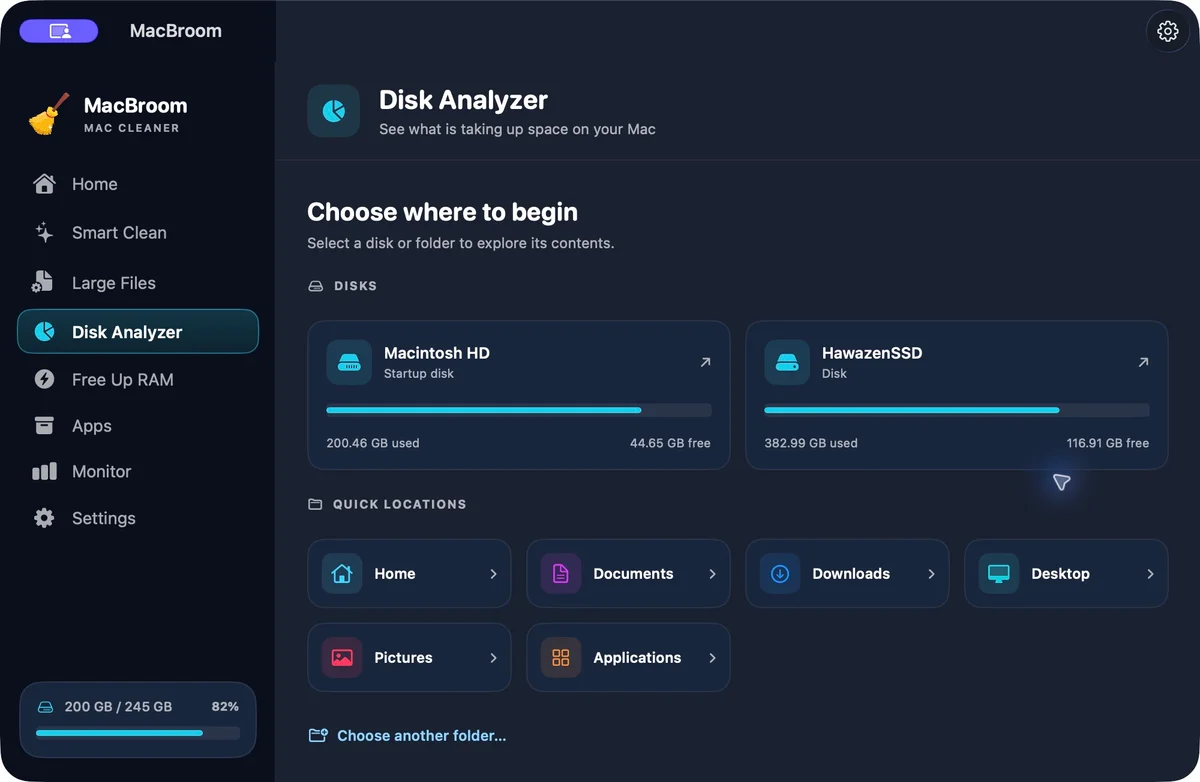 MacBroom
MacBroom
MAC CLEANER
Home
Smart Clean
Large Files
Disk Analyzer
Free Up RAM
Apps
Monitor
Settings
200 GB / 245 GB 82%
Disk Analyzer
See what is taking up space on your Mac
Choose where to begin
Select a disk or folder to explore its contents.
DISKS
Macintosh HD
Startup disk
200.46 GB used 44.65 GB free
HawazenSSD
Disk
382.99 GB used 116.91 GB free
QUICK LOCATIONS
Home
Documents
Downloads
Desktop
Pictures
Applications
Choose another folder...